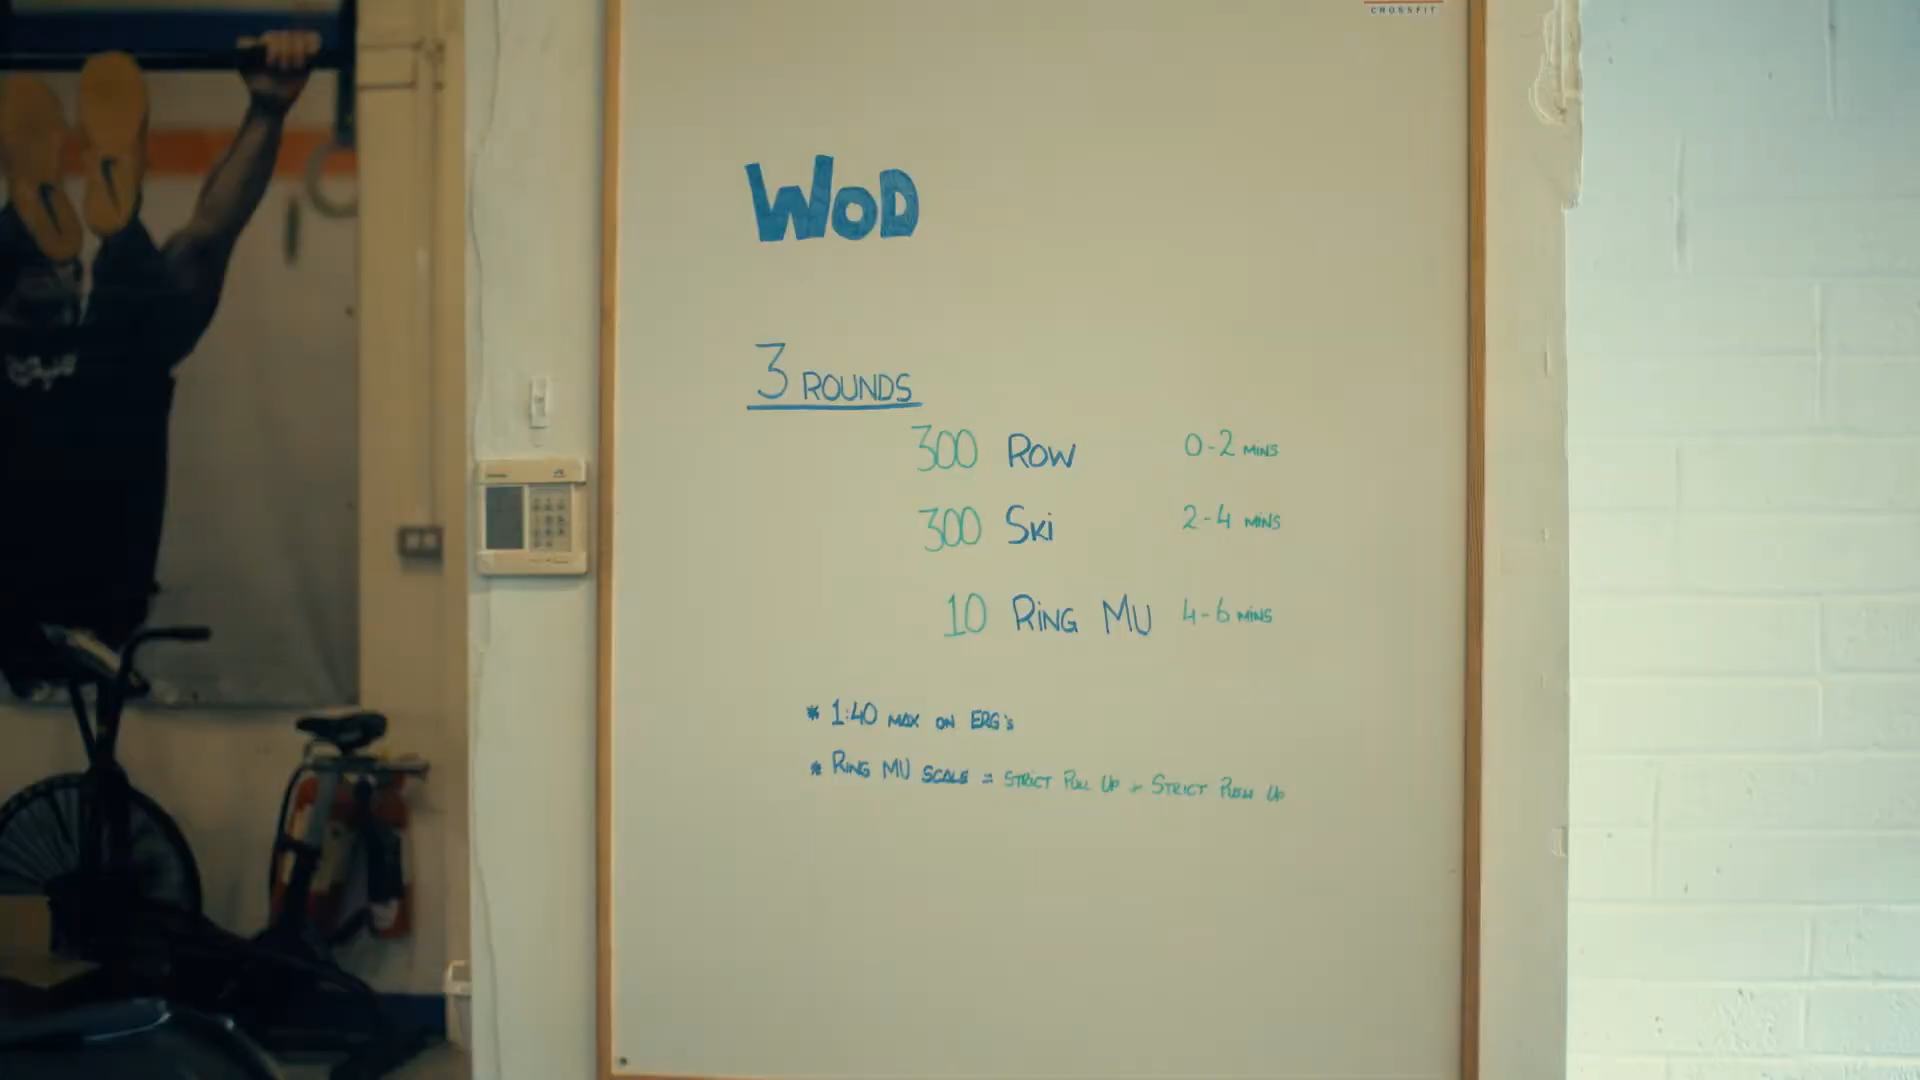 CROSSFIT
WOD
3 ROUNDS
300 ROW 0-2 MINS
300 SKI 2-4 MINS
10 RING MU 4-6 MINS
* 1:40 MAX ON ERG's
* RING MU SCALE = STRICT PULL UP + STRICT PUSH UP